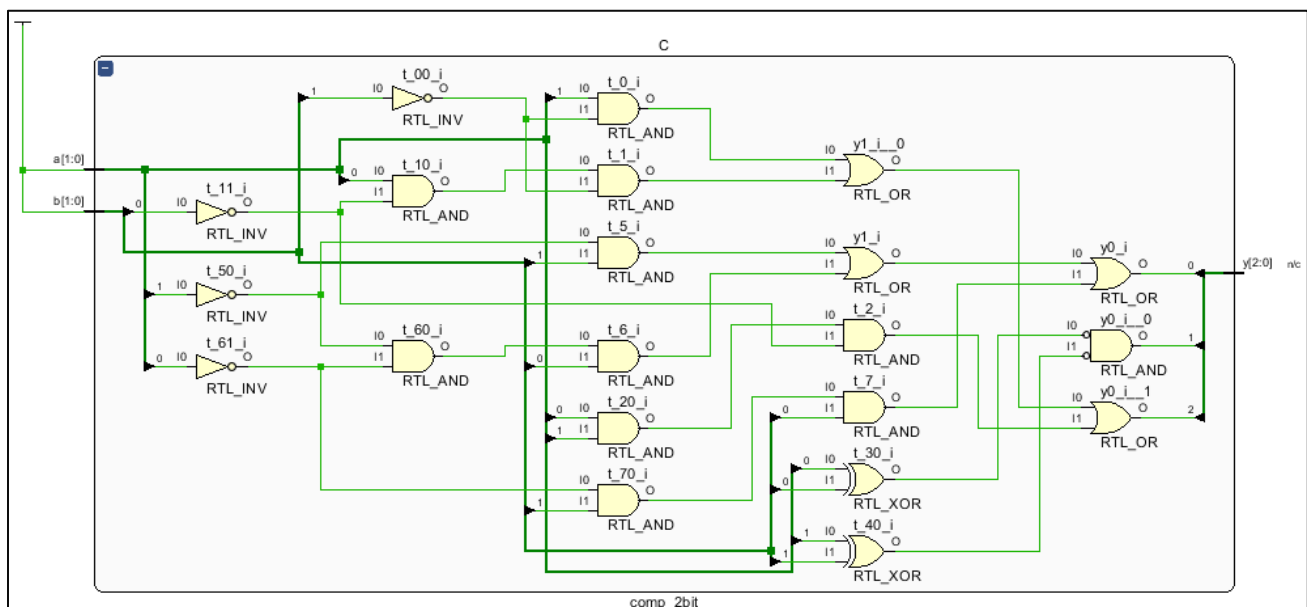 C
t_00_i
1 I0 O
RTL_INV
t_0_i
1 I0 O
I1
RTL_AND
a[1:0]
b[1:0]
t_11_i
0 I0 O
RTL_INV
t_10_i
0 I0 O
I1
RTL_AND
t_1_i
I0 O
I1
RTL_AND
y1_i__0
I0 O
I1
RTL_OR
t_50_i
1 I0 O
RTL_INV
t_5_i
I0 O
1 I1
RTL_AND
y1_i
I0 O
I1
RTL_OR
y0_i
I0 O
I1
RTL_OR
0
y[2:0] n/c
t_61_i
0 I0 O
RTL_INV
t_60_i
I0 O
I1
RTL_AND
t_6_i
I0 O
0 I1
RTL_AND
t_2_i
I0 O
I1
RTL_AND
y0_i__0
I0 O
I1
RTL_AND
1
t_20_i
0 I0 O
1 I1
RTL_AND
t_7_i
I0 O
0 I1
RTL_AND
y0_i__1
I0 O
I1
RTL_OR
2
t_70_i
I0 O
1 I1
RTL_AND
t_30_i
0 I0 O
0 I1
RTL_XOR
t_40_i
1 I0 O
1 I1
RTL_XOR
comp_2bit